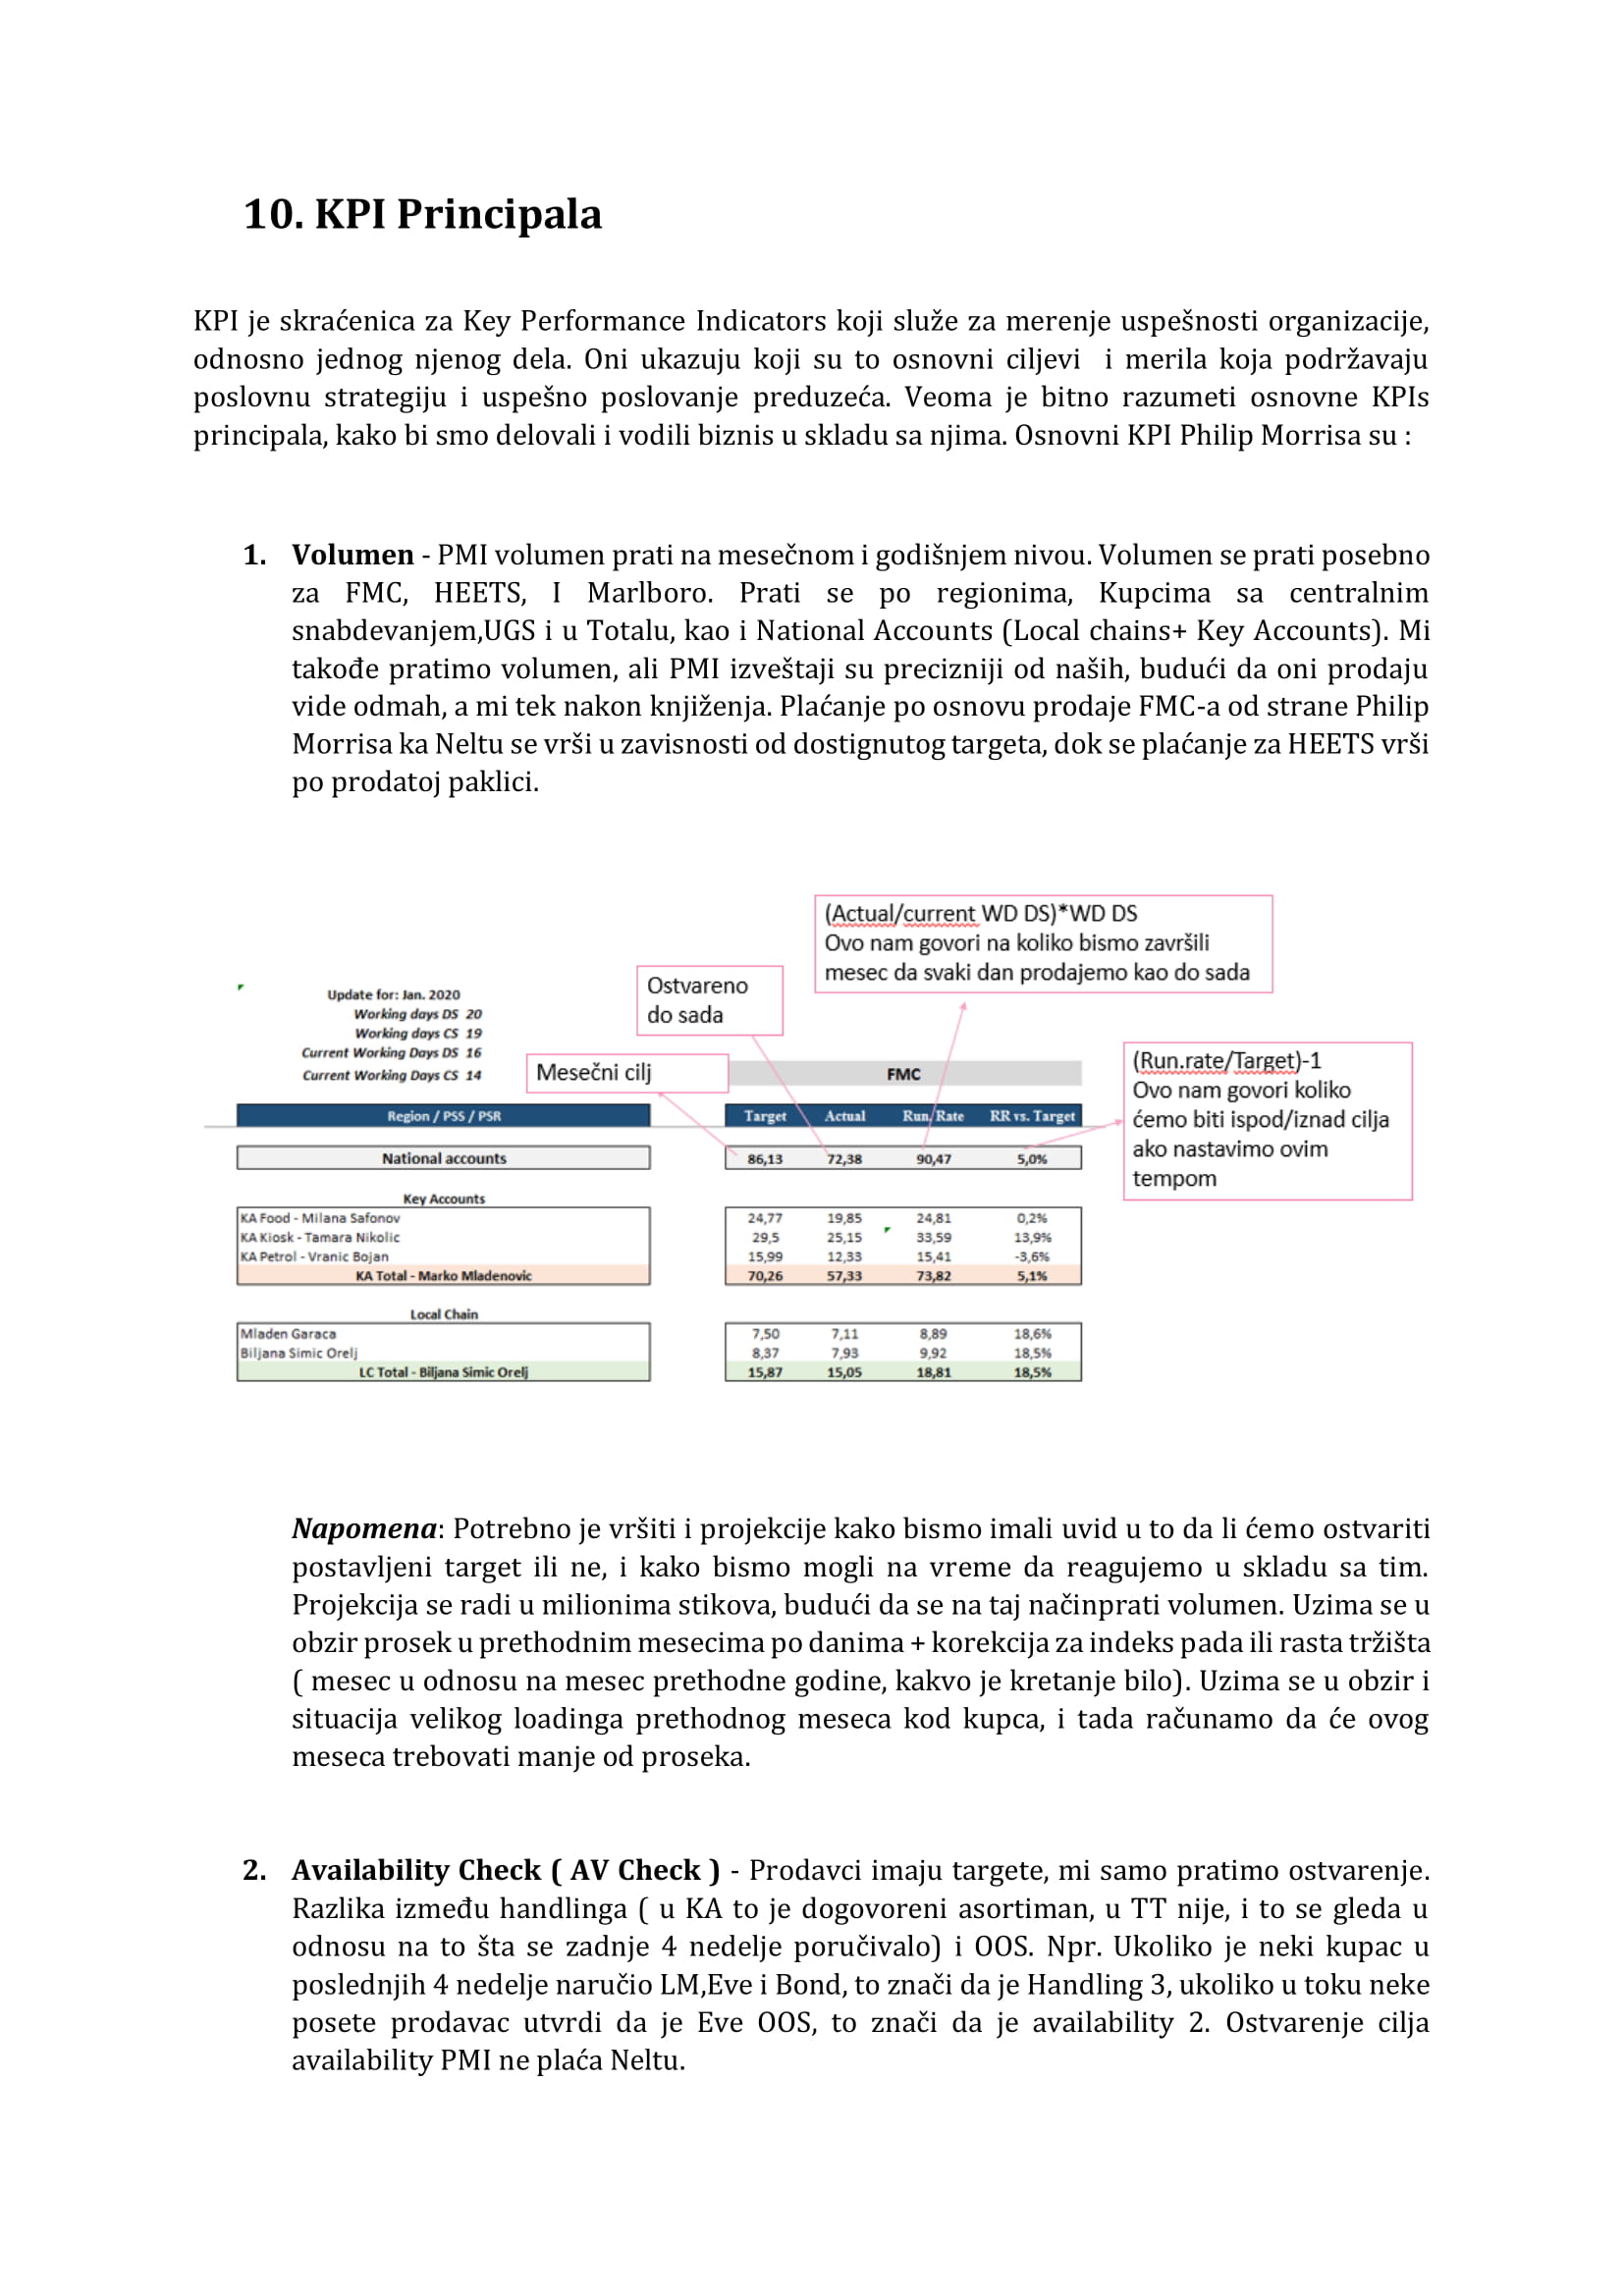 10. KPI Principala
KPI je skraćenica za Key Performance Indicators koji služe za merenje uspešnosti organizacije,
odnosno jednog njenog dela. Oni ukazuju koji su to osnovni ciljevi  i merila koja podržavaju
poslovnu strategiju i uspešno poslovanje preduzeća. Veoma je bitno razumeti osnovne KPIs
principala, kako bi smo delovali i vodili biznis u skladu sa njima. Osnovni KPI Philip Morrisa su :
1. Volumen - PMI volumen prati na mesečnom i godišnjem nivou. Volumen se prati posebno
za FMC, HEETS, I Marlboro. Prati se po regionima, Kupcima sa centralnim
snabdevanjem,UGS i u Totalu, kao i National Accounts (Local chains+ Key Accounts). Mi
takođe pratimo volumen, ali PMI izveštaji su precizniji od naših, budući da oni prodaju
vide odmah, a mi tek nakon knjiženja. Plaćanje po osnovu prodaje FMC-a od strane Philip
Morrisa ka Neltu se vrši u zavisnosti od dostignutog targeta, dok se plaćanje za HEETS vrši
po prodatoj paklici.
(Actual/current WD DS)*WD DS
Ovo nam govori na koliko bismo završili
mesec da svaki dan prodajemo kao do sada
Ostvareno
do sada
Update for: Jan. 2020
Working days DS 20
Working days CS 19
Current Working Days DS 16
Current Working Days CS 14
Mesečni cilj
FMC
(Run.rate/Target)-1
Ovo nam govori koliko
ćemo biti ispod/iznad cilja
ako nastavimo ovim
tempom
Region / PSS / PSR Target Actual Run. Rate RR vs. Target
National accounts 86,13 72,38 90,47 5,0%
Key Accounts
KA Food - Milana Safonov 24,77 19,85 24,81 0,2%
KA Kiosk - Tamara Nikolic 29,5 25,15 33,59 13,9%
KA Petrol - Vranic Bojan 15,99 12,33 15,41 -3,6%
KA Total - Marko Mladenovic 70,26 57,33 73,82 5,1%
Local Chain
Mladen Garaca 7,50 7,11 8,89 18,6%
Biljana Simic Orelj 8,37 7,93 9,92 18,5%
LC Total - Biljana Simic Orelj 15,87 15,05 18,81 18,5%
Napomena: Potrebno je vršiti i projekcije kako bismo imali uvid u to da li ćemo ostvariti
postavljeni target ili ne, i kako bismo mogli na vreme da reagujemo u skladu sa tim.
Projekcija se radi u milionima stikova, budući da se na taj načinprati volumen. Uzima se u
obzir prosek u prethodnim mesecima po danima + korekcija za indeks pada ili rasta tržišta
( mesec u odnosu na mesec prethodne godine, kakvo je kretanje bilo). Uzima se u obzir i
situacija velikog loadinga prethodnog meseca kod kupca, i tada računamo da će ovog
meseca trebovati manje od proseka.
2. Availability Check ( AV Check ) - Prodavci imaju targete, mi samo pratimo ostvarenje.
Razlika između handlinga ( u KA to je dogovoreni asortiman, u TT nije, i to se gleda u
odnosu na to šta se zadnje 4 nedelje poručivalo) i OOS. Npr. Ukoliko je neki kupac u
poslednjih 4 nedelje naručio LM,Eve i Bond, to znači da je Handling 3, ukoliko u toku neke
posete prodavac utvrdi da je Eve OOS, to znači da je availability 2. Ostvarenje cilja
availability PMI ne plaća Neltu.